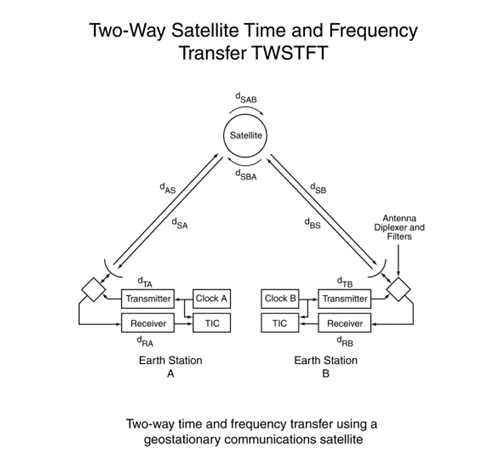 Two-Way Satellite Time and Frequency
Transfer TWSTFT
dSAB
Satellite
dSBA
dAS
dSA
dSB
dBS
Antenna
Diplexer and
Filters
dTA
Transmitter
Clock A
Receiver
TIC
dRA
Earth Station
A
dTB
Clock B
Transmitter
TIC
Receiver
dRB
Earth Station
B
Two-way time and frequency transfer using a
geostationary communications satellite